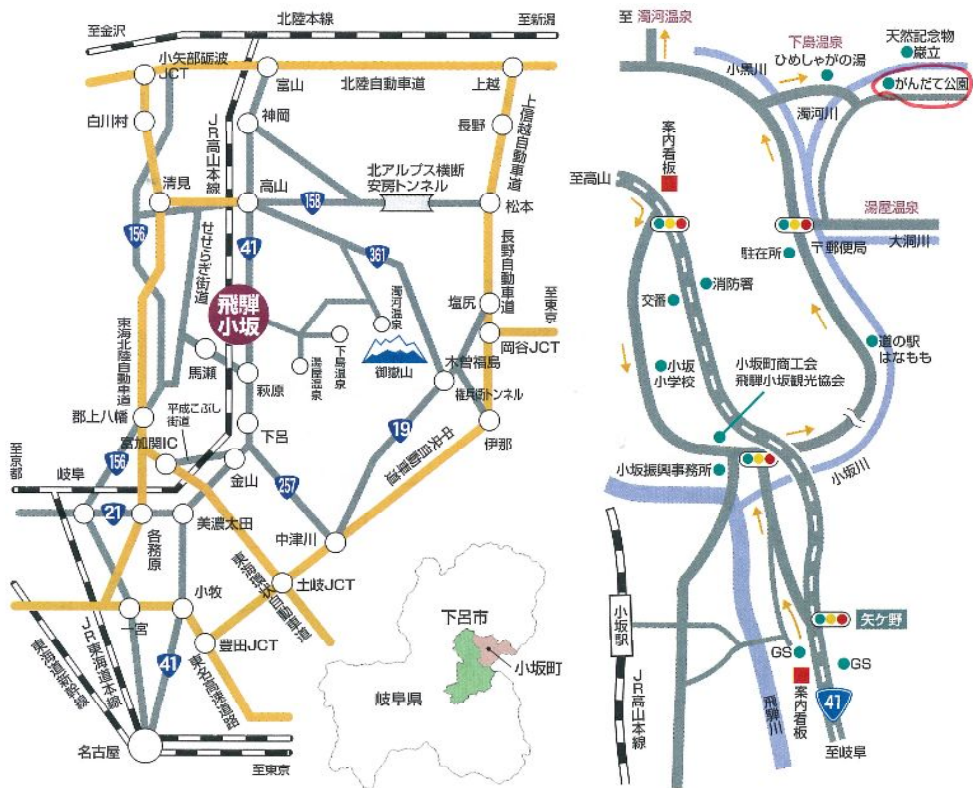 北陸本線
至金沢
至新潟
小矢部砺波
JCT
富山
北陸自動車道
上越
白川村
神岡
長野
上信越自動車道
JR高山本線
北アルプス横断
安房トンネル
清見
高山
158
松本
156
41
361
せせらぎ街道
長野自動車道
飛騨
小坂
濁河温泉
塩尻
至東京
岡谷JCT
東海北陸自動車道
馬瀬
湯屋温泉
下島温泉
御嶽山
木曽福島
萩原
権兵衛トンネル
郡上八幡
平成こぶし
街道
下呂
19
伊那
富加関IC
中央自動車道
至京都
岐阜
156
金山
257
21
美濃太田
中津川
各務原
東海環状自動車道
土岐JCT
小牧
一宮
豊田JCT
東海道新幹線
JR東海道本線
41
東名高速道路
名古屋
至東京
下呂市
小坂町
岐阜県
至 濁河温泉
下島温泉
ひめしゃがの湯
天然記念物
巌立
小黒川
がんだて公園
濁河川
案内看板
至高山
湯屋温泉
大洞川
駐在所
〒郵便局
消防署
交番
道の駅
はなもも
小坂
小学校
小坂町商工会
飛騨小坂観光協会
小坂振興事務所
小坂川
小坂駅
矢ケ野
GS
GS
JR高山本線
飛騨川
案内看板
41
至岐阜